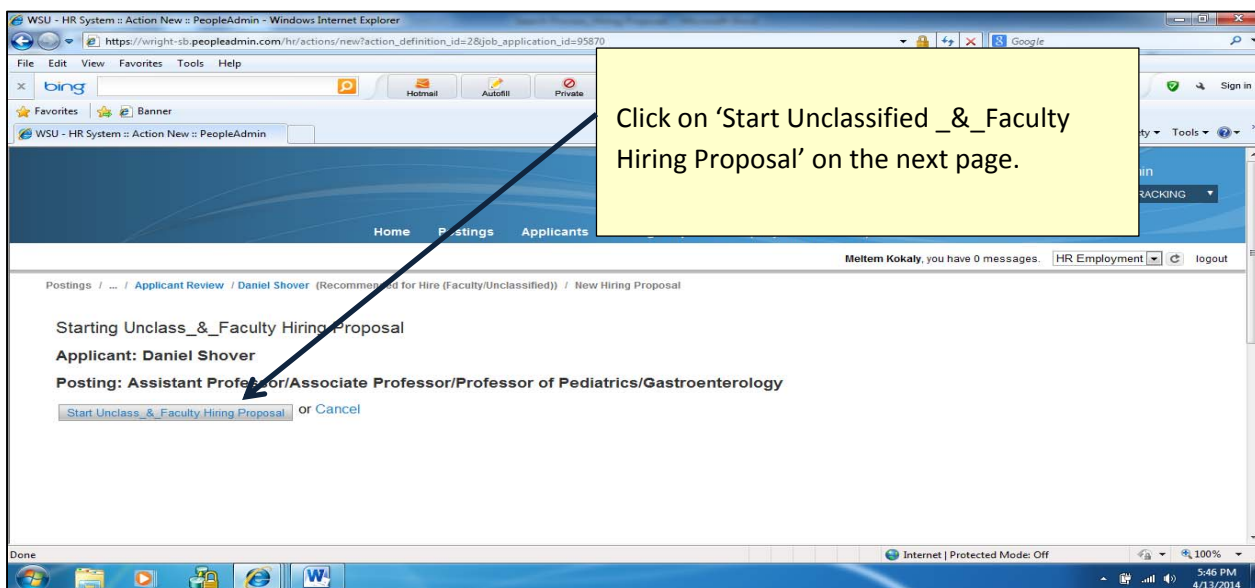 WSU - HR System :: Action New :: PeopleAdmin - Windows Internet Explorer
https://wright-sb.peopleadmin.com/hr/actions/new?action_definition_id=2&job_application_id=95870
Google
File Edit View Favorites Tools Help
x bing Hotmail Autofill Private Sign in
Favorites Banner
WSU - HR System :: Action New :: PeopleAdmin
Tools
Click on ‘Start Unclassified _&_Faculty
Hiring Proposal’ on the next page.
Home Postings Applicants
Meltem Kokaly, you have 0 messages. HR Employment logout
Postings / ... / Applicant Review / Daniel Shover (Recommended for Hire (Faculty/Unclassified)) / New Hiring Proposal
Starting Unclass_&_Faculty Hiring Proposal
Applicant: Daniel Shover
Posting: Assistant Professor/Associate Professor/Professor of Pediatrics/Gastroenterology
Start Unclass_&_Faculty Hiring Proposal or Cancel
Done Internet | Protected Mode: Off 100%
5:46 PM
4/13/2014